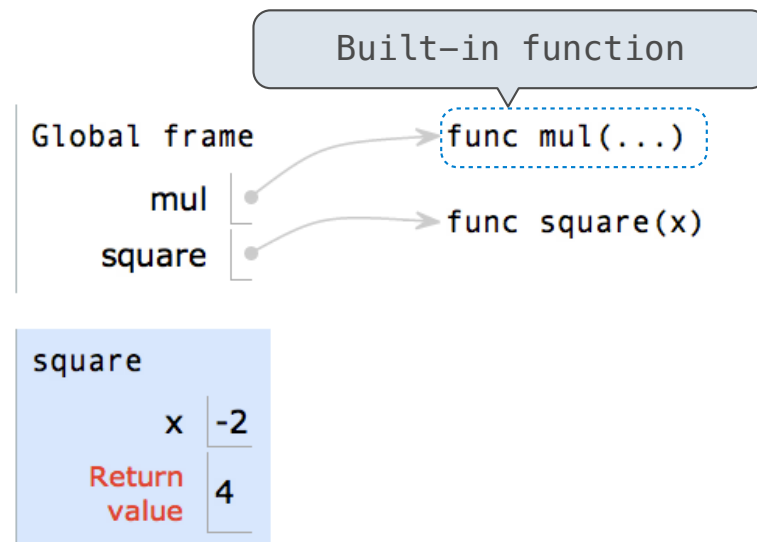 Built-in function
Global frame
func mul(...)
mul
func square(x)
square
square
x -2
Return
value 4